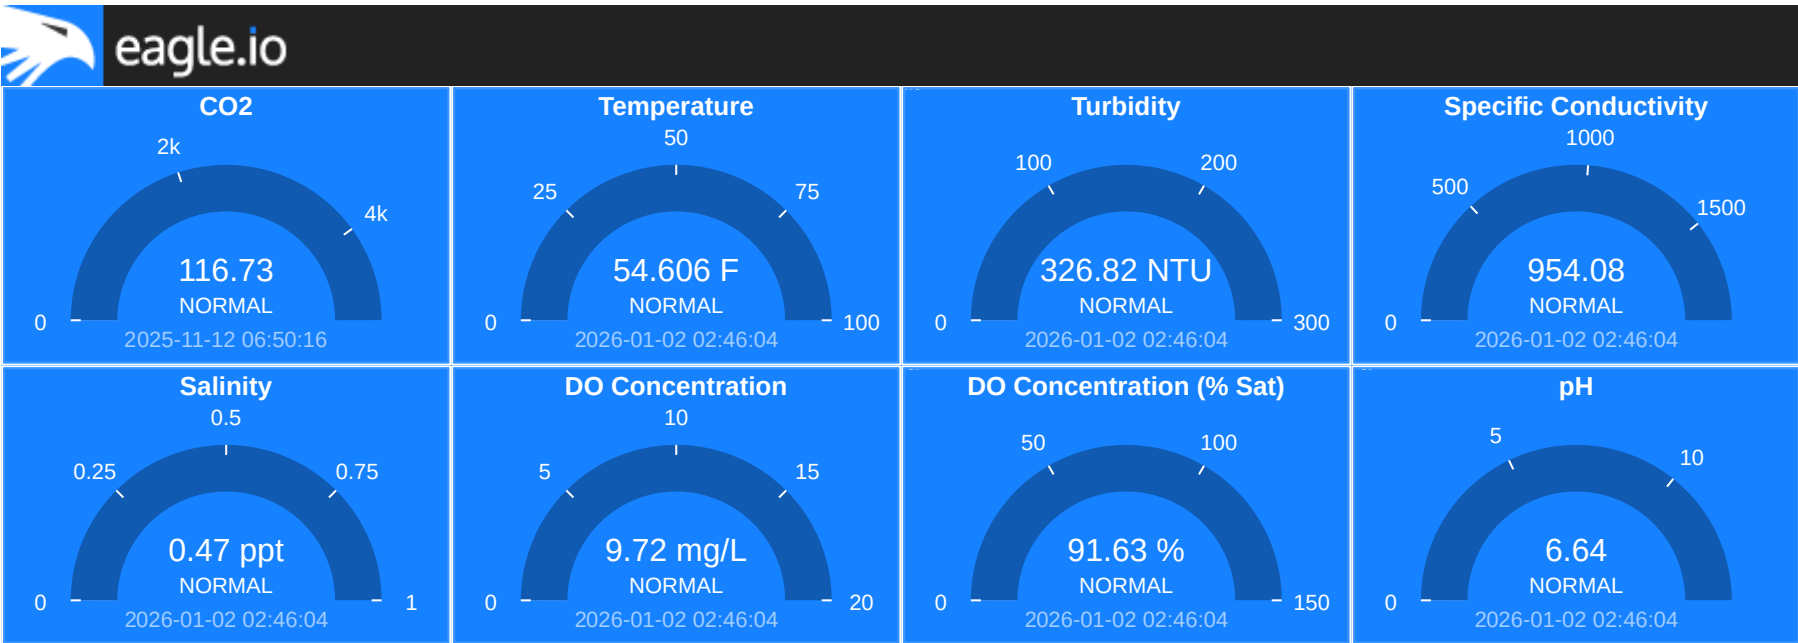 eagle.io
CO2
2k
4k
116.73
NORMAL
0
2025-11-12 06:50:16
Temperature
50
25
75
54.606 F
NORMAL
0
100
2026-01-02 02:46:04
Turbidity
100
200
326.82 NTU
NORMAL
0
300
2026-01-02 02:46:04
Specific Conductivity
1000
500
1500
954.08
NORMAL
0
2026-01-02 02:46:04
Salinity
0.5
0.25
0.75
0.47 ppt
NORMAL
0
1
2026-01-02 02:46:04
DO Concentration
10
5
15
9.72 mg/L
NORMAL
0
20
2026-01-02 02:46:04
DO Concentration (% Sat)
50
100
91.63 %
NORMAL
0
150
2026-01-02 02:46:04
pH
5
10
6.64
NORMAL
0
2026-01-02 02:46:04